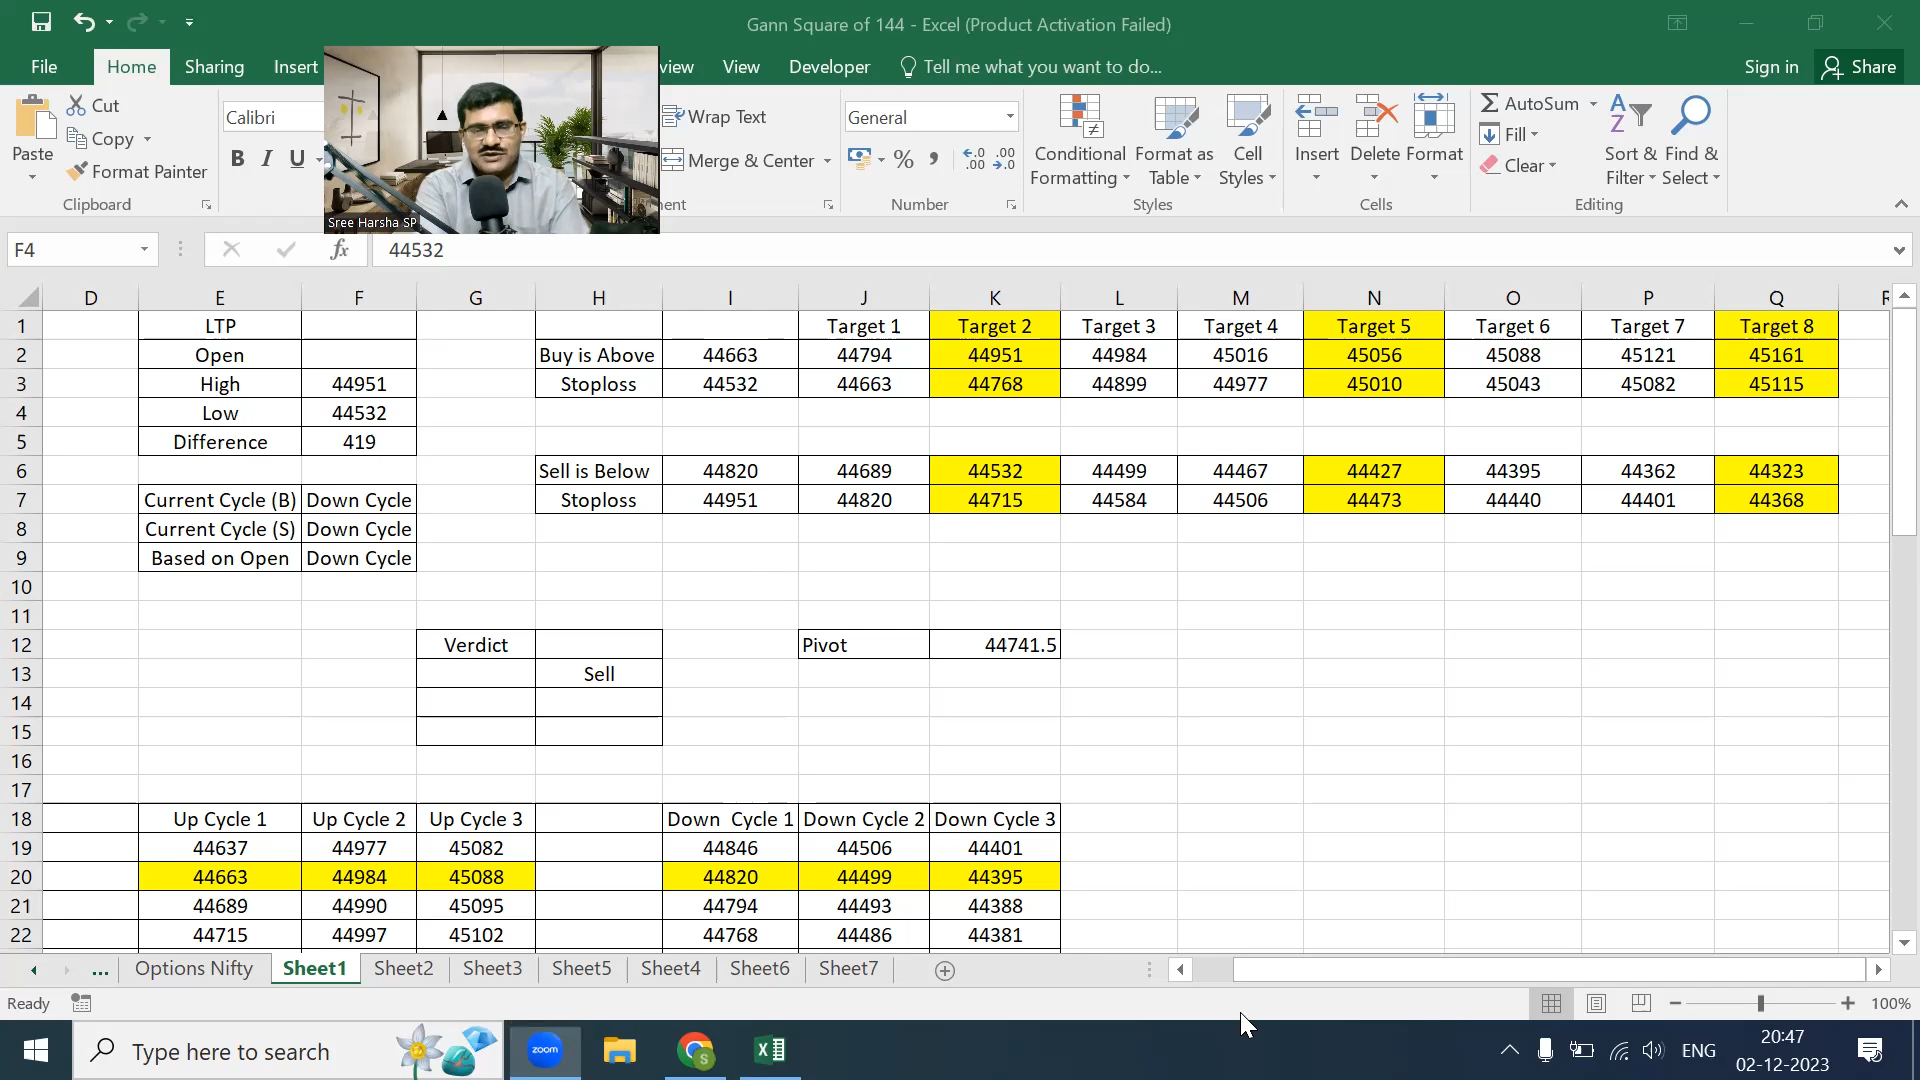 Gann Square of 144 - Excel (Product Activation Failed)
File Home Sharing Insert view View Developer Tell me what you want to do... Sign in Share
Cut
Copy
Format Painter
Paste
Clipboard
Calibri
B I U
Wrap Text
Merge & Center
ment
General
% , .0 .00 .00 .0
Number
Conditional Formatting
Format as Table
Cell Styles
Styles
Insert Delete Format
Cells
AutoSum
Fill
Clear
Sort & Filter
Find & Select
Editing
Sree Harsha SP
F4 fx 44532
D E F G H I J K L M N O P Q
1 LTP Target 1 Target 2 Target 3 Target 4 Target 5 Target 6 Target 7 Target 8
2 Open Buy is Above 44663 44794 44951 44984 45016 45056 45088 45121 45161
3 High 44951 Stoploss 44532 44663 44768 44899 44977 45010 45043 45082 45115
4 Low 44532
5 Difference 419
6 Sell is Below 44820 44689 44532 44499 44467 44427 44395 44362 44323
7 Current Cycle (B) Down Cycle Stoploss 44951 44820 44715 44584 44506 44473 44440 44401 44368
8 Current Cycle (S) Down Cycle
9 Based on Open Down Cycle
10
11
12 Verdict Pivot 44741.5
13 Sell
14
15
16
17
18 Up Cycle 1 Up Cycle 2 Up Cycle 3 Down Cycle 1 Down Cycle 2 Down Cycle 3
19 44637 44977 45082 44846 44506 44401
20 44663 44984 45088 44820 44499 44395
21 44689 44990 45095 44794 44493 44388
22 44715 44997 45102 44768 44486 44381
... Options Nifty Sheet1 Sheet2 Sheet3 Sheet5 Sheet4 Sheet6 Sheet7
Ready 100%
Type here to search
zoom
ENG
20:47
02-12-2023